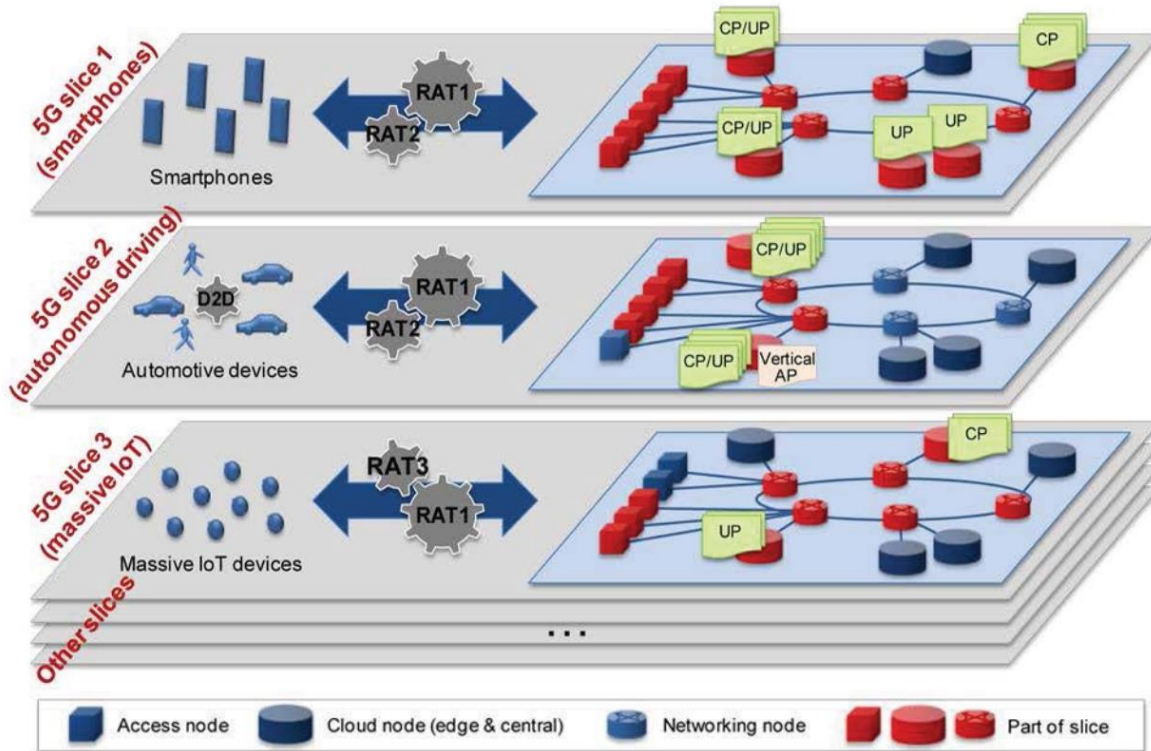 5G slice 1
(smartphones)
Smartphones
RAT1
RAT2
CP/UP
CP
CP/UP
UP
UP
5G slice 2
(autonomous driving)
D2D
Automotive devices
RAT1
RAT2
CP/UP
CP/UP
Vertical
AP
5G slice 3
(massive IoT)
Massive IoT devices
RAT3
RAT1
CP
UP
Other slices
...
Access node
Cloud node (edge & central)
Networking node
Part of slice